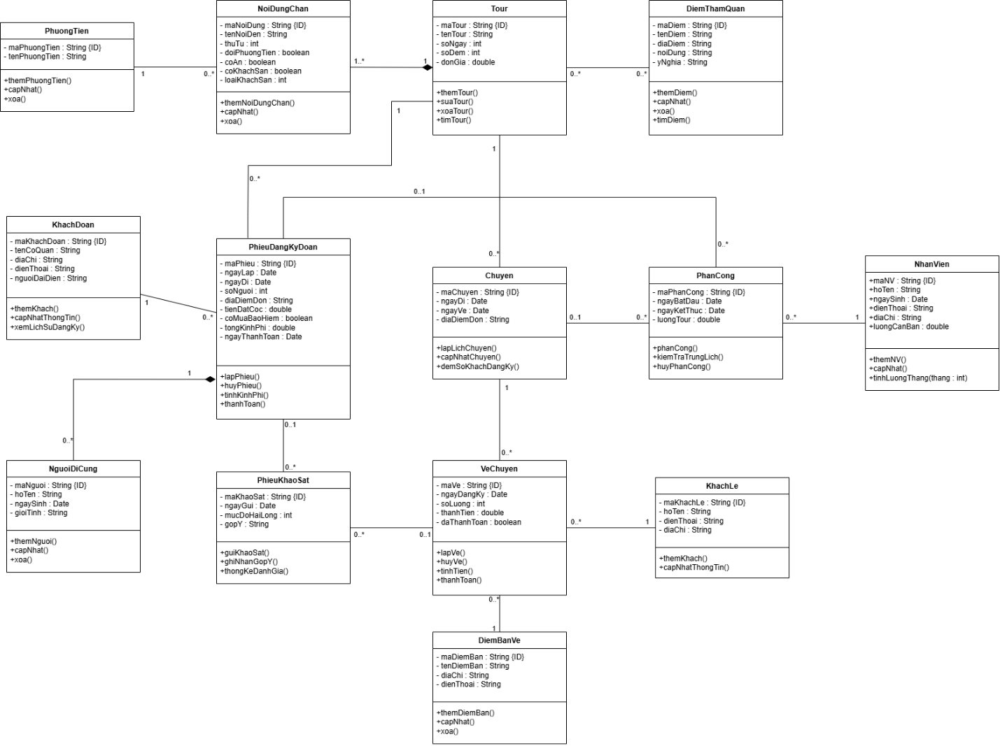 PhuongTien
- maPhuongTien : String {ID}
- tenPhuongTien : String
+themPhuongTien()
+capNhat()
+xoa()
1
0..*
NoiDungChan
- maNoiDung : String {ID}
- tenNoiDen : String
- thuTu : int
- doiPhuongTien : boolean
- coAn : boolean
- coKhachSan : boolean
- loaiKhachSan : int
+themNoiDungChan()
+capNhat()
+xoa()
1..*
1
Tour
- maTour : String {ID}
- tenTour : String
- soNgay : int
- soDem : int
- donGia : double
+themTour()
+suaTour()
+xoaTour()
+timTour()
0..*
0..*
DiemThamQuan
- maDiem : String {ID}
- tenDiem : String
- diaDiem : String
- noiDung : String
- yNghia : String
+themDiem()
+capNhat()
+xoa()
+timDiem()
1
0..*
1
0..*
0..1
0..*
KhachDoan
- maKhachDoan : String {ID}
- tenCoQuan : String
- diaChi : String
- dienThoai : String
- nguoiDaiDien : String
+themKhach()
+capNhatThongTin()
+xemLichSuDangKy()
1
0..*
PhieuDangKyDoan
- maPhieu : String {ID}
- ngayLap : Date
- ngayDi : Date
- soNguoi : int
- diaDiemDon : String
- tienDatCoc : double
- coMuaBaoHiem : boolean
- tongKinhPhi : double
- ngayThanhToan : Date
+lapPhieu()
+huyPhieu()
+tinhKinhPhi()
+thanhToan()
Chuyen
- maChuyen : String {ID}
- ngayDi : Date
- ngayVe : Date
- diaDiemDon : String
+lapLichChuyen()
+capNhatChuyen()
+demSoKhachDangKy()
0..1
0..*
PhanCong
- maPhanCong : String {ID}
- ngayBatDau : Date
- ngayKetThuc : Date
- luongTour : double
+phanCong()
+kiemTraTrungLich()
+huyPhanCong()
0..*
1
NhanVien
+maNV : String {ID}
+hoTen : String
+ngaySinh : Date
+dienThoai : String
+diaChi : String
+luongCanBan : double
+themNV()
+capNhat()
+tinhLuongThang(thang : int)
1
0..*
0..1
0..*
1
0..*
NguoiDiCung
- maNguoi : String {ID}
- hoTen : String
- ngaySinh : Date
- gioiTinh : String
+themNguoi()
+capNhat()
+xoa()
PhieuKhaoSat
- maKhaoSat : String {ID}
- ngayGui : Date
- mucDoHaiLong : int
- gopY : String
+guiKhaoSat()
+ghiNhanGopY()
+thongKeDanhGia()
0..*
0..1
VeChuyen
- maVe : String {ID}
- ngayDangKy : Date
- soLuong : int
- thanhTien : double
- daThanhToan : boolean
+lapVe()
+huyVe()
+tinhTien()
+thanhToan()
0..*
1
KhachLe
- maKhachLe : String {ID}
- hoTen : String
- dienThoai : String
- diaChi : String
+themKhach()
+capNhatThongTin()
0..*
1
DiemBanVe
- maDiemBan : String {ID}
- tenDiemBan : String
- diaChi : String
- dienThoai : String
+themDiemBan()
+capNhat()
+xoa()